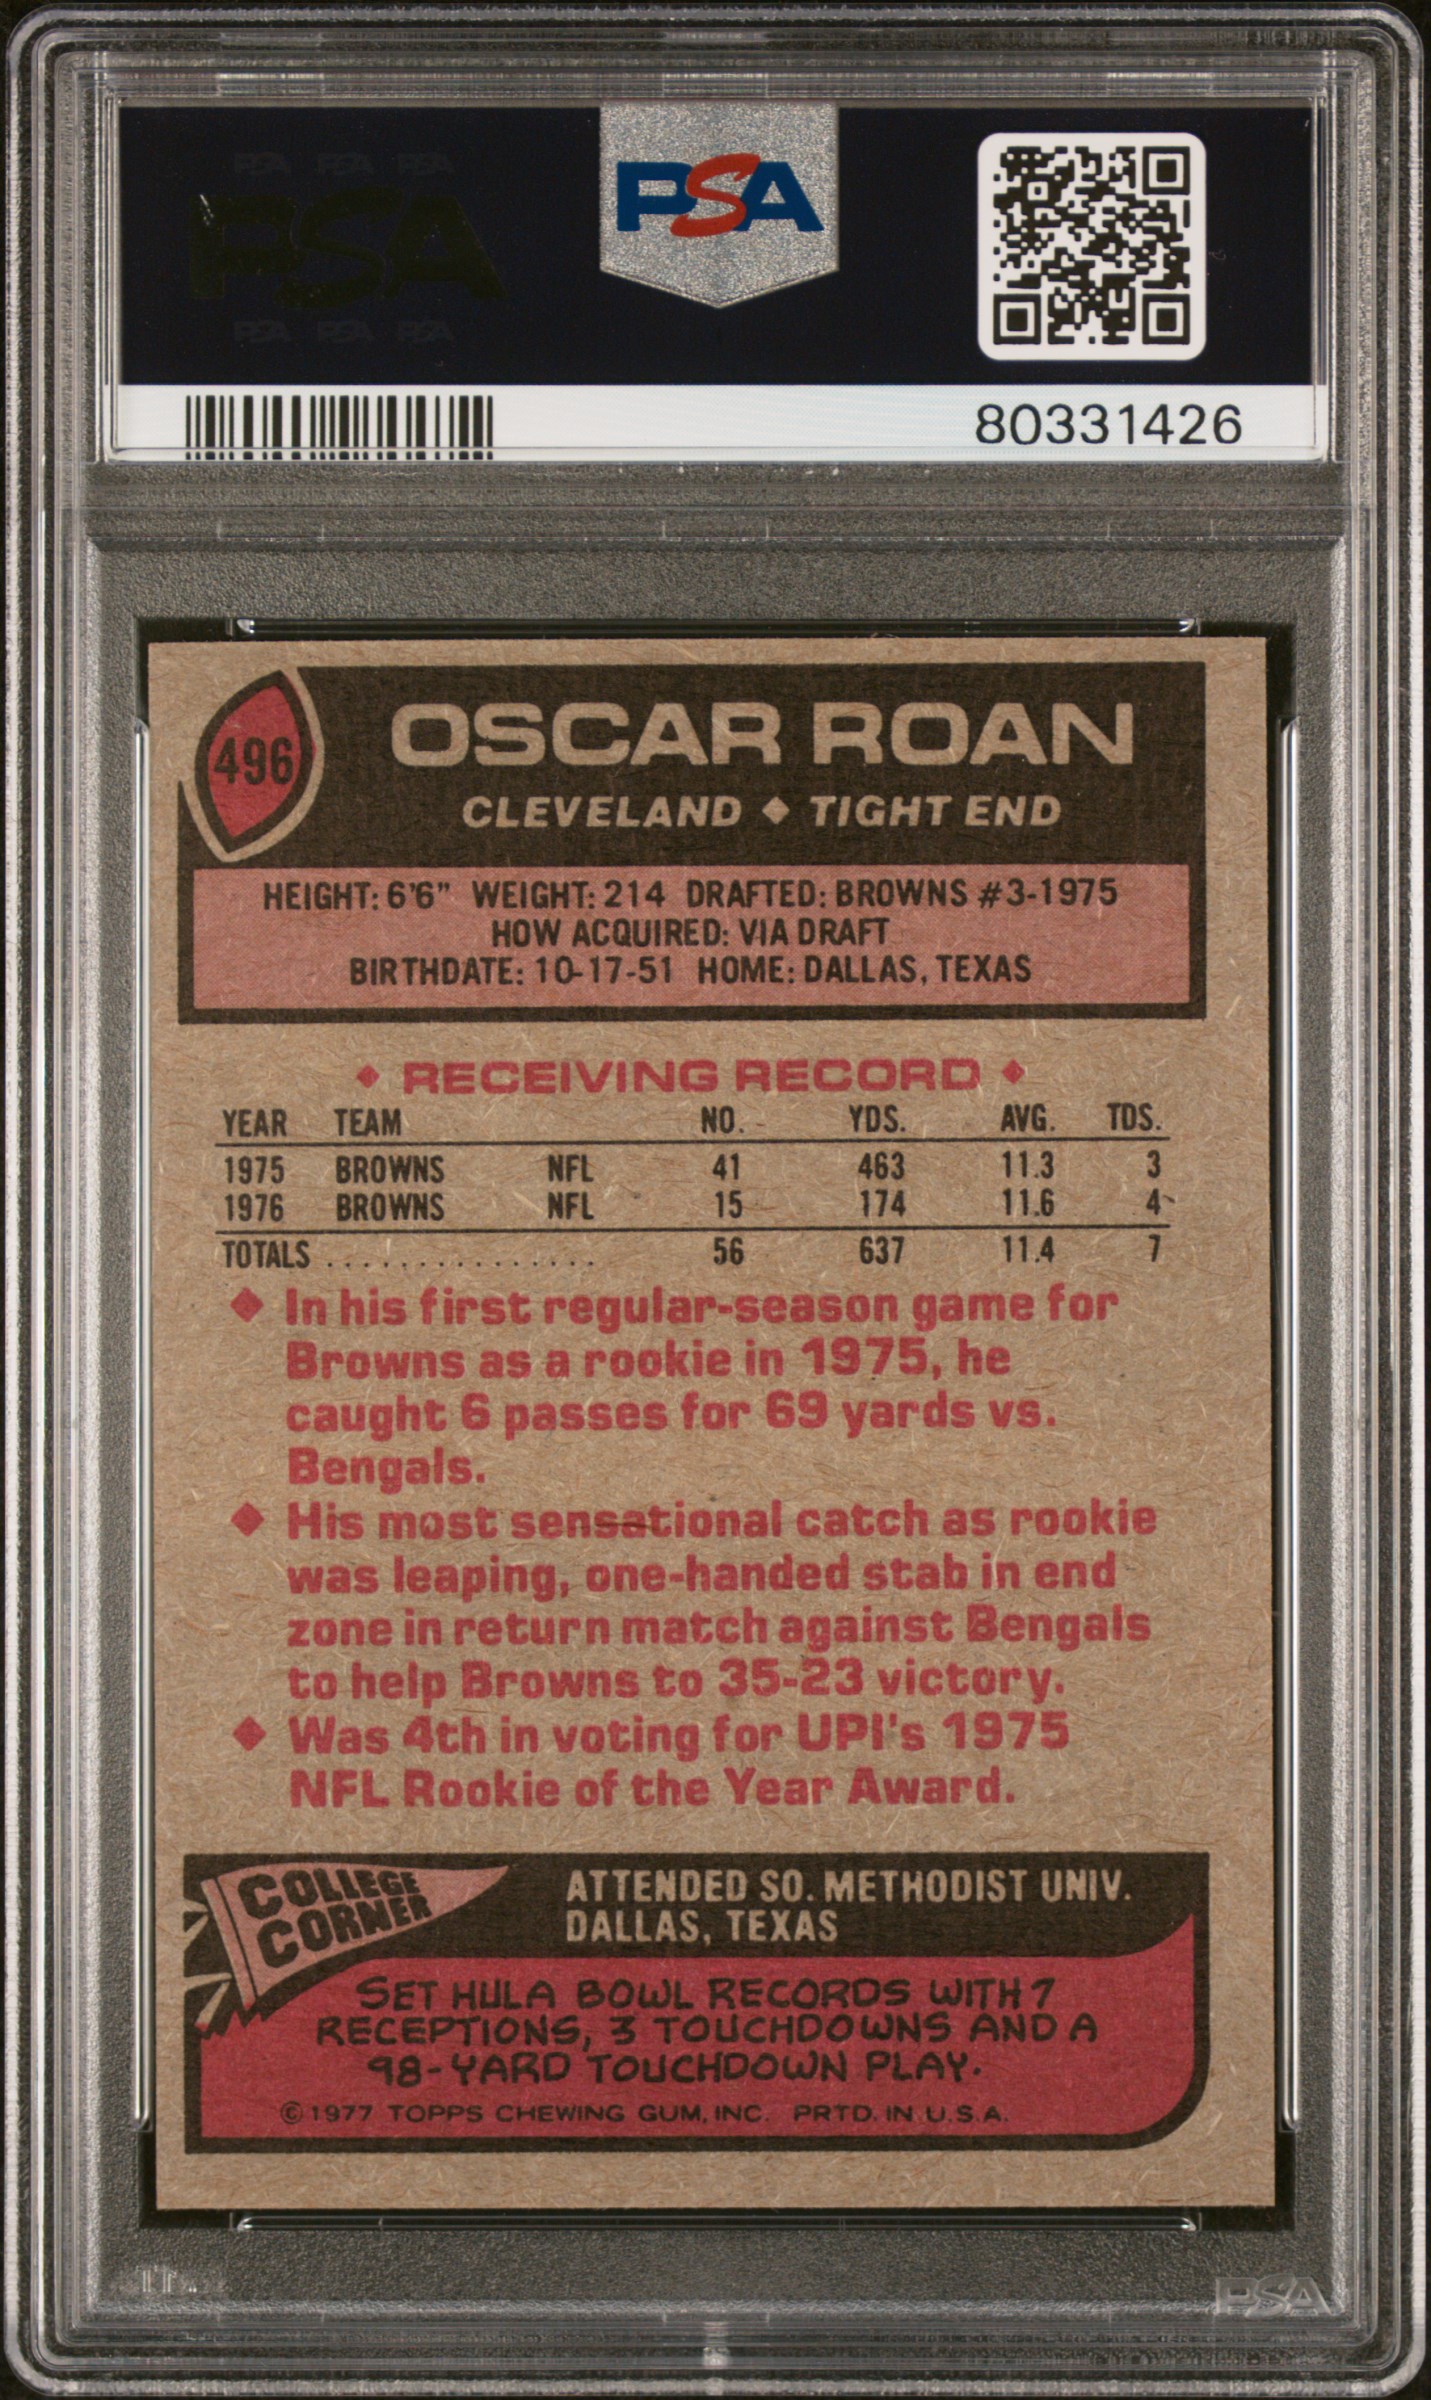 PSA PSA PSA
PSA
PSA PSA PSA
PSA
80331426
496
OSCAR ROAN
CLEVELAND ◆ TIGHT END
HEIGHT: 6'6" WEIGHT: 214 DRAFTED: BROWNS #3-1975
HOW ACQUIRED: VIA DRAFT
BIRTHDATE: 10-17-51 HOME: DALLAS, TEXAS
◆ RECEIVING RECORD ◆
YEAR TEAM NO. YDS. AVG. TDS.
1975 BROWNS NFL 41 463 11.3 3
1976 BROWNS NFL 15 174 11.6 4
TOTALS . . . . . . . . . . . . . . . 56 637 11.4 7
◆ In his first regular-season game for
Browns as a rookie in 1975, he
caught 6 passes for 69 yards vs.
Bengals.
◆ His most sensational catch as rookie
was leaping, one-handed stab in end
zone in return match against Bengals
to help Browns to 35-23 victory.
◆ Was 4th in voting for UPI's 1975
NFL Rookie of the Year Award.
COLLEGE
CORNER
ATTENDED SO. METHODIST UNIV.
DALLAS, TEXAS
SET HULA BOWL RECORDS WITH 7
RECEPTIONS, 3 TOUCHDOWNS AND A
98-YARD TOUCHDOWN PLAY.
© 1977 TOPPS CHEWING GUM, INC. PRTD. IN U.S.A.
PSA